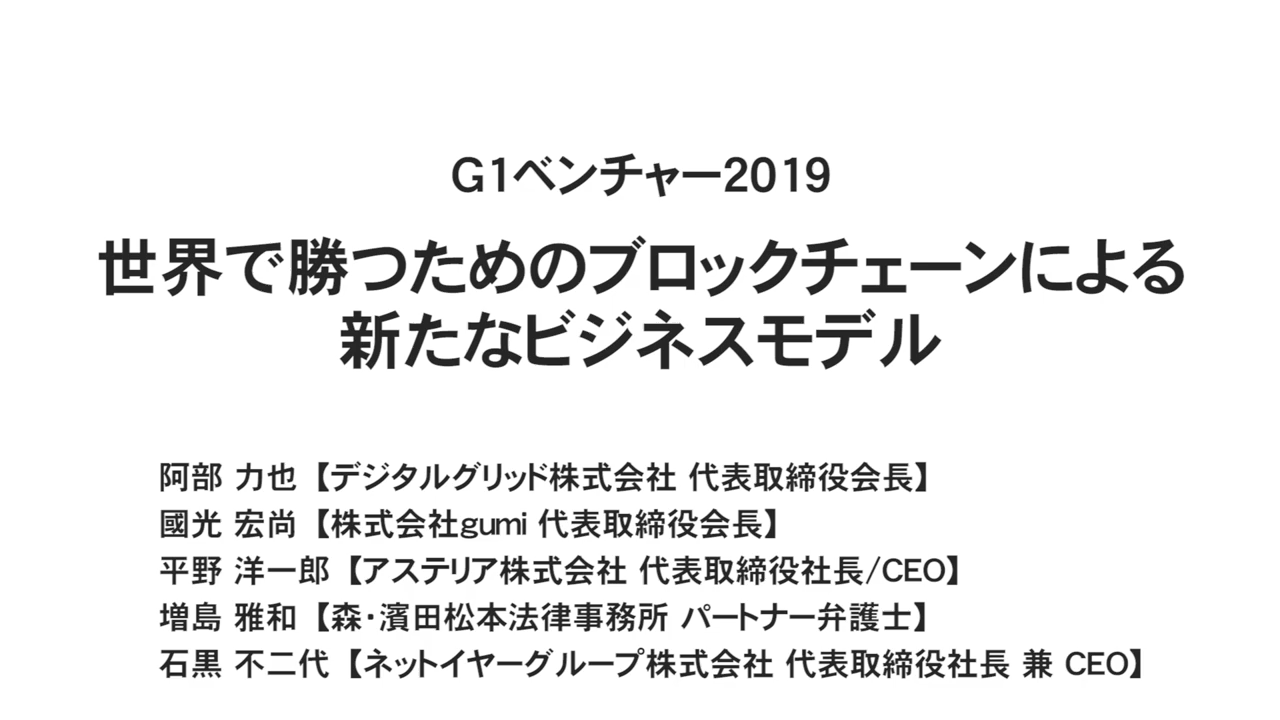 G1ベンチャー2019
世界で勝つためのブロックチェーンによる
新たなビジネスモデル
阿部 力也【デジタルグリッド株式会社 代表取締役会長】
國光 宏尚【株式会社gumi 代表取締役会長】
平野 洋一郎【アステリア株式会社 代表取締役社長/CEO】
増島 雅和【森・濱田松本法律事務所 パートナー弁護士】
石黒 不二代【ネットイヤーグループ株式会社 代表取締役社長 兼 CEO】